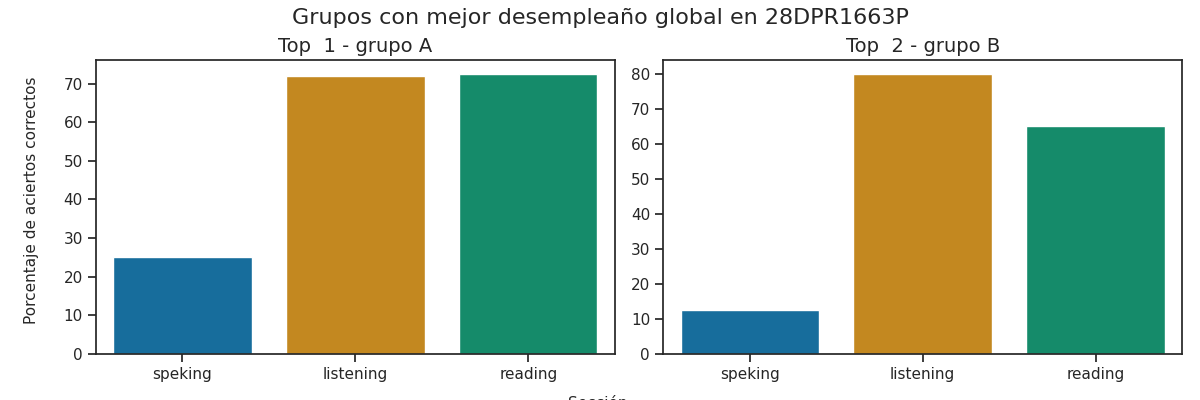 Grupos con mejor desempleaño global en 28DPR1663P
Top 1 - grupo A
Porcentaje de aciertos correctos
70
60
50
40
30
20
10
0
speking listening reading
Top 2 - grupo B
80
70
60
50
40
30
20
10
0
speking listening reading
Sección